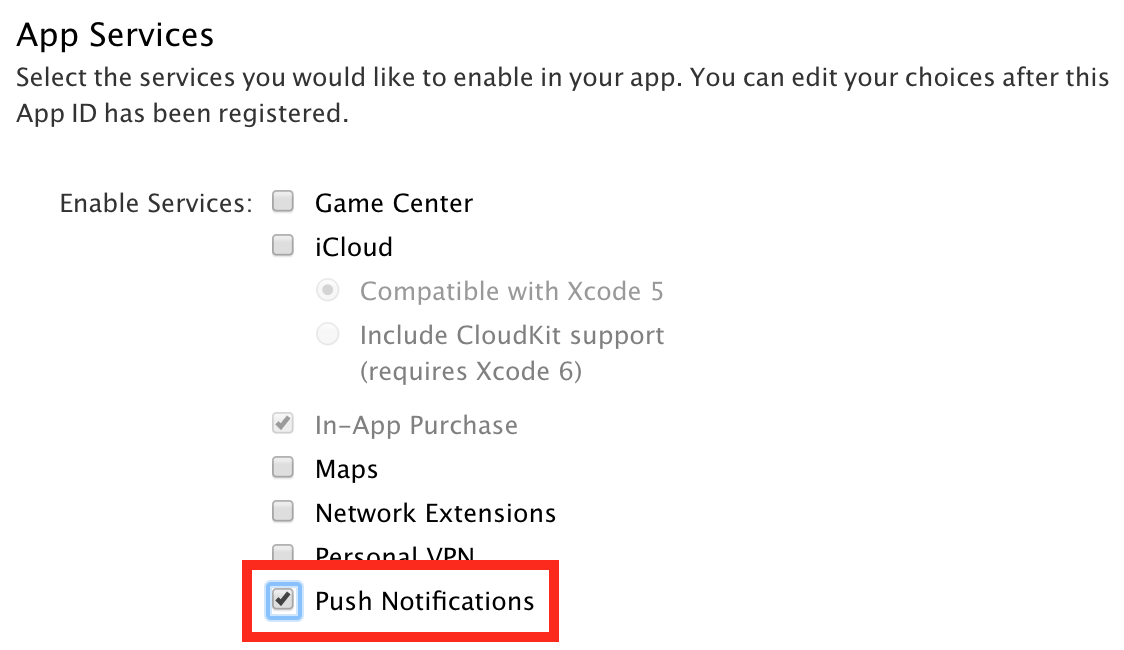 App Services
Select the services you would like to enable in your app. You can edit your choices after this
App ID has been registered.
Enable Services: Game Center
iCloud
Compatible with Xcode 5
Include CloudKit support
(requires Xcode 6)
In-App Purchase
Maps
Network Extensions
Personal VPN
Push Notifications